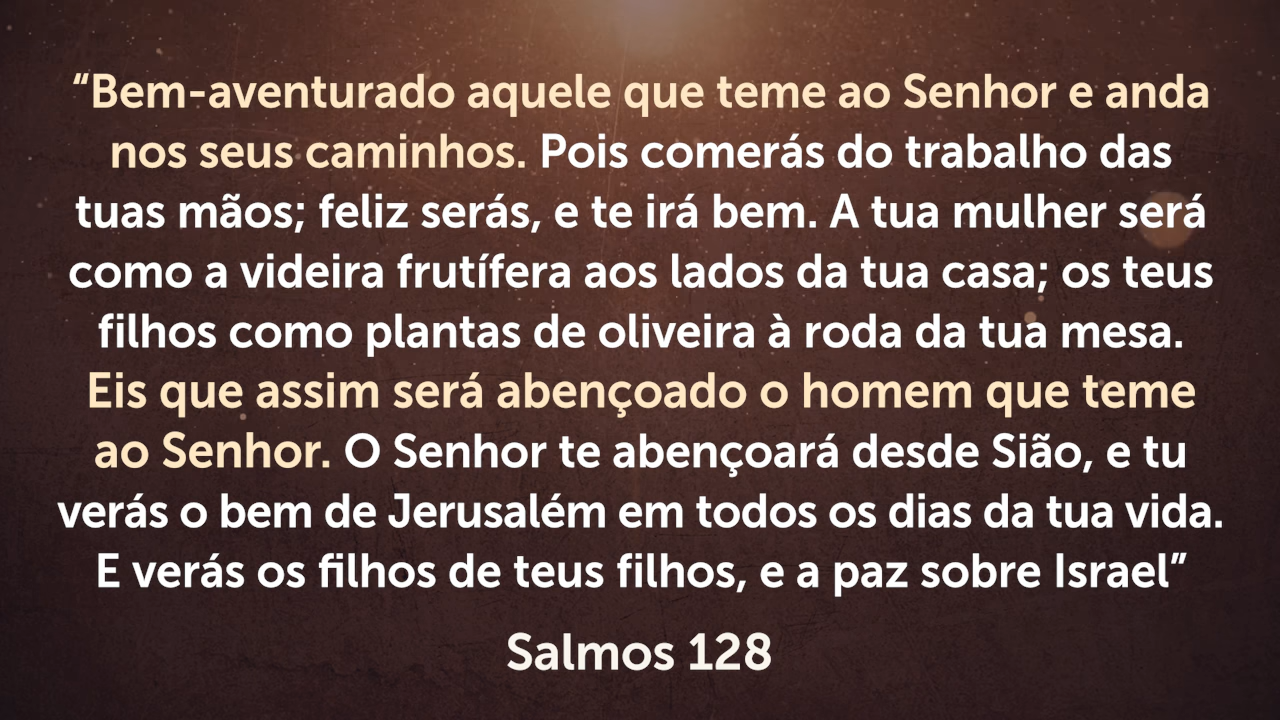 “Bem-aventurado aquele que teme ao Senhor e anda
nos seus caminhos. Pois comerás do trabalho das
tuas mãos; feliz serás, e te irá bem. A tua mulher será
como a videira frutífera aos lados da tua casa; os teus
filhos como plantas de oliveira à roda da tua mesa.
Eis que assim será abençoado o homem que teme
ao Senhor. O Senhor te abençoará desde Sião, e tu
verás o bem de Jerusalém em todos os dias da tua vida.
E verás os filhos de teus filhos, e a paz sobre Israel”
Salmos 128